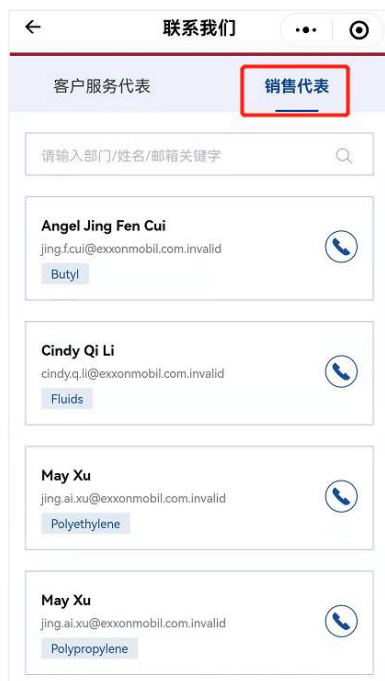 联系我们
客户服务代表
销售代表
请输入部门/姓名/邮箱关键字
Angel Jing Fen Cui
jing.f.cui@exxonmobil.com.invalid
Butyl
Cindy Qi Li
cindy.q.li@exxonmobil.com.invalid
Fluids
May Xu
jing.ai.xu@exxonmobil.com.invalid
Polyethylene
May Xu
jing.ai.xu@exxonmobil.com.invalid
Polypropylene